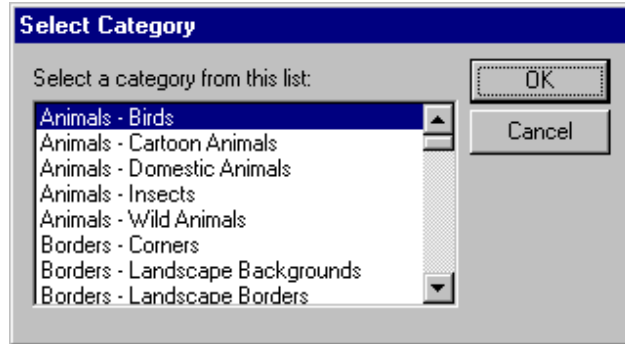 Select Category
Select a category from this list:
OK
Animals - Birds
Cancel
Animals - Cartoon Animals
Animals - Domestic Animals
Animals - Insects
Animals - Wild Animals
Borders - Corners
Borders - Landscape Backgrounds
Borders - Landscape Borders